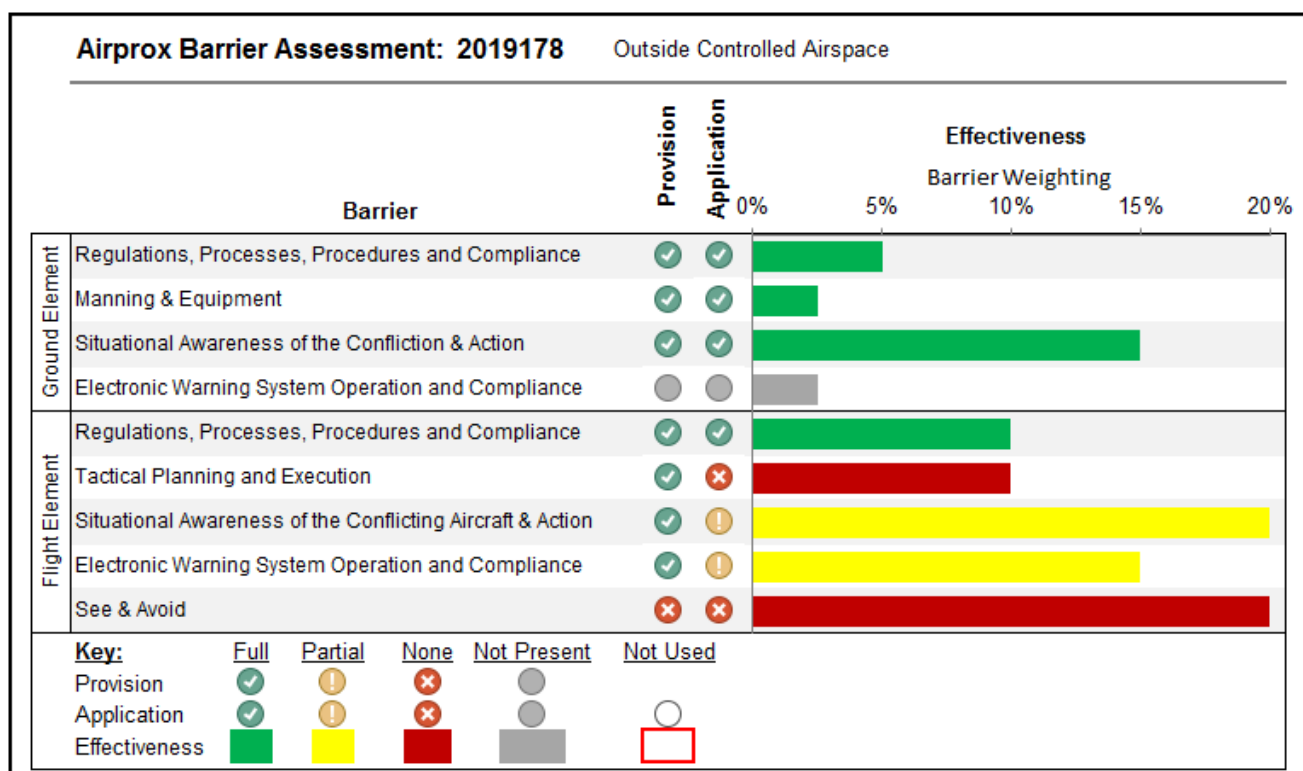 Airprox Barrier Assessment: 2019178 Outside Controlled Airspace
Provision
Application
Effectiveness
Barrier Weighting
Barrier
0% 5% 10% 15% 20%
Ground Element
Regulations, Processes, Procedures and Compliance
Manning & Equipment
Situational Awareness of the Confliction & Action
Electronic Warning System Operation and Compliance
Flight Element
Regulations, Processes, Procedures and Compliance
Tactical Planning and Execution
Situational Awareness of the Conflicting Aircraft & Action
Electronic Warning System Operation and Compliance
See & Avoid
Key: Full Partial None Not Present Not Used
Provision
Application
Effectiveness